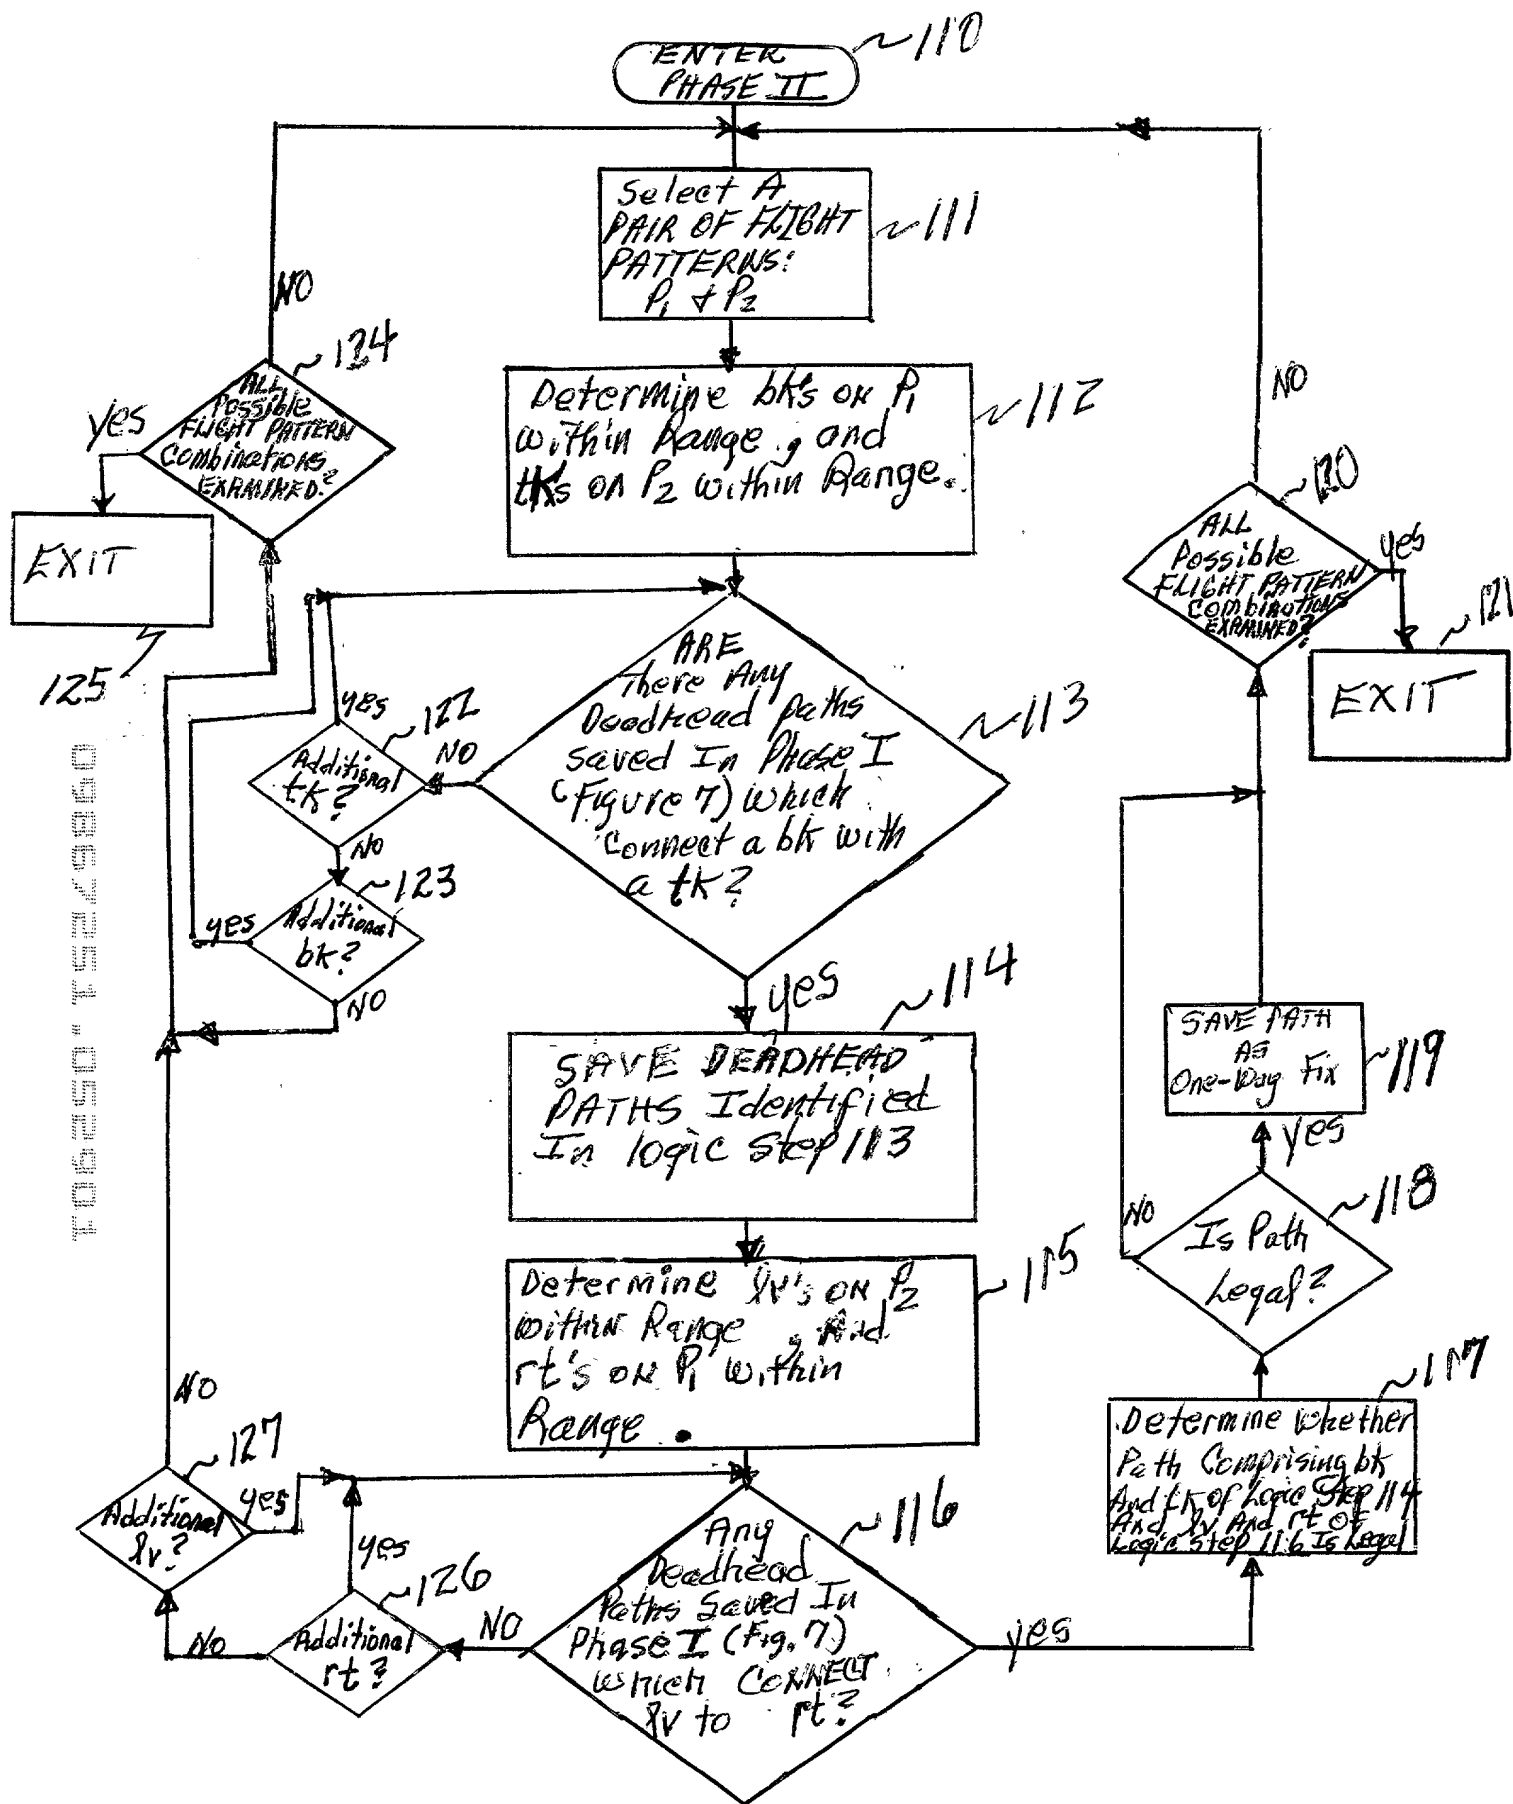 110
ENTER
PHASE II
Select A
PAIR OF FLIGHT
PATTERNS:
P1 & P2
111
NO
124
ALL
Possible
FLIGHT PATTERN
Combinations
EXAMINED?
yes
EXIT
125
Determine bk's on P1
within Range, and
tk's on P2 within Range.
112
NO
120
ALL
Possible
FLIGHT PATTERN
COMBINATIONS
EXAMINED?
yes
121
EXIT
ARE
There Any
Deadhead paths
saved In Phase I
(Figure 7) which
Connect a bk with
a tk?
113
yes
122
NO
Additional
tk?
NO
123
yes
Additional
bk?
NO
yes
114
SAVE DEADHEAD
PATHS Identified
In logic Step 113
SAVE PATH
AS
One-Way Fix
119
yes
118
NO
Is Path
Legal?
Determine lv's on P2
within Range, And
rt's on P1 within
Range.
115
117
Determine whether
Path Comprising bk
And tk of Logic Step 114
And lv And rt of
Logic Step 116 Is Legal
NO
127
yes
Additional
lv?
yes
126
NO
Additional
rt?
NO
116
Any
Deadhead
Paths Saved In
Phase I (Fig. 7)
which CONNECT
lv to rt?
yes
09867251.052901